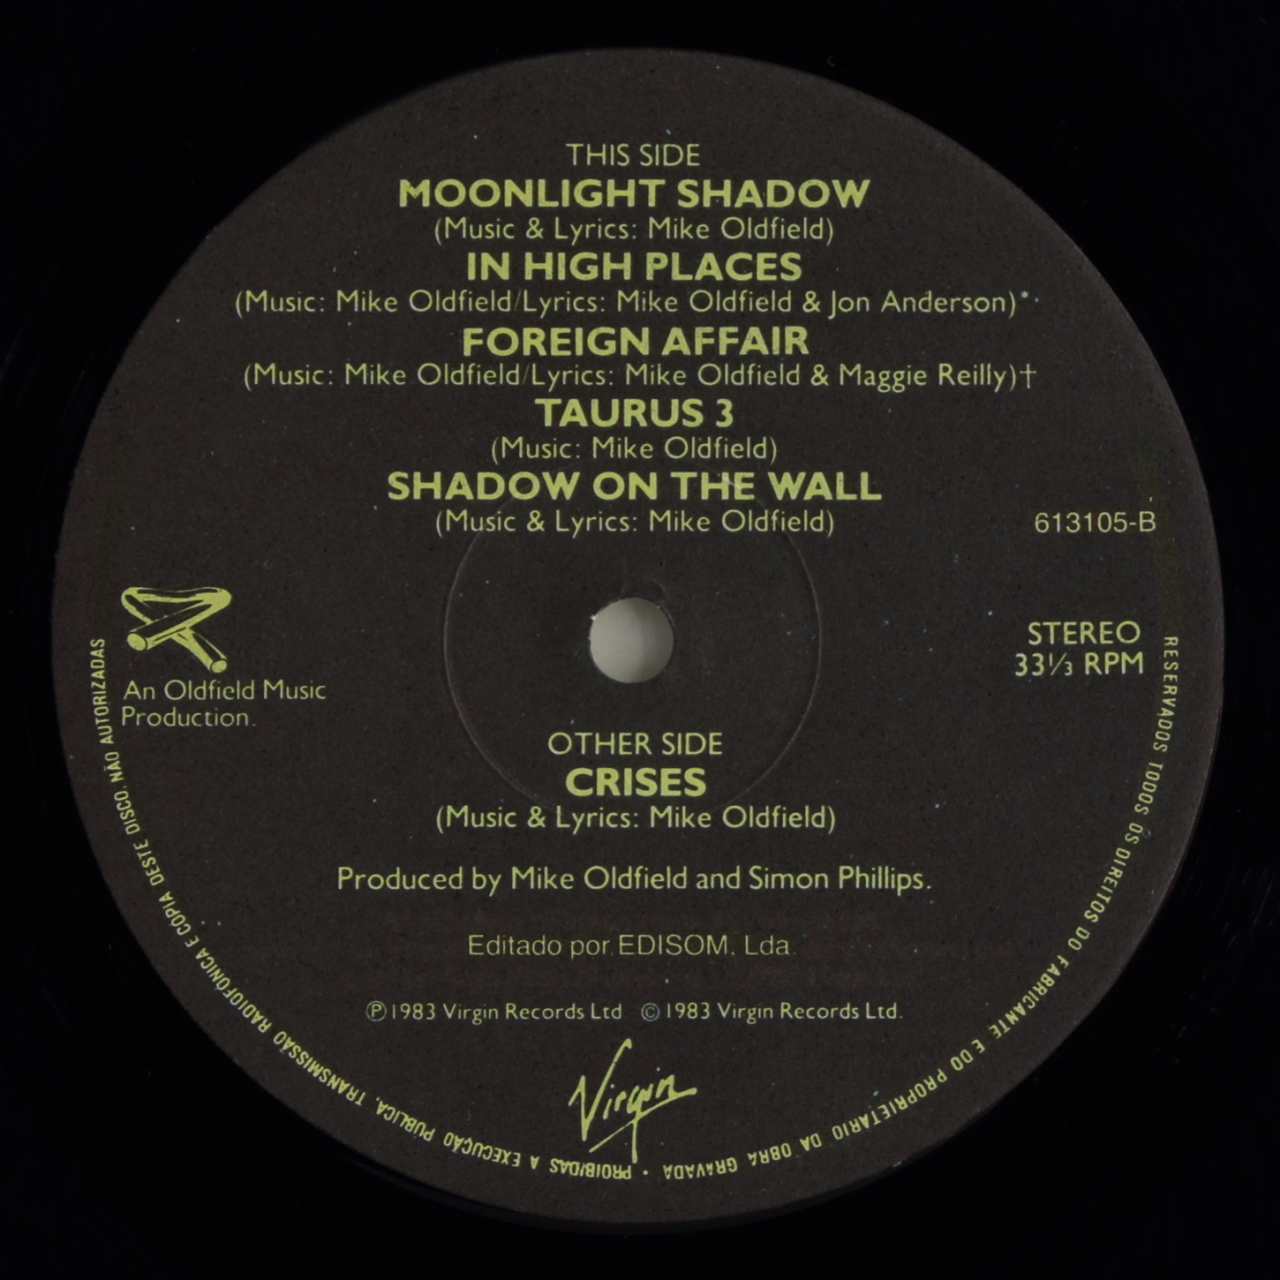 THIS SIDE
MOONLIGHT SHADOW
(Music & Lyrics: Mike Oldfield)
IN HIGH PLACES
(Music: Mike Oldfield/Lyrics: Mike Oldfield & Jon Anderson)*
FOREIGN AFFAIR
(Music: Mike Oldfield/Lyrics: Mike Oldfield & Maggie Reilly)†
TAURUS 3
(Music: Mike Oldfield)
SHADOW ON THE WALL
(Music & Lyrics: Mike Oldfield)
613105-B
STEREO
33⅓ RPM
An Oldfield Music
Production.
OTHER SIDE
CRISES
(Music & Lyrics: Mike Oldfield)
Produced by Mike Oldfield and Simon Phillips.
Editado por EDISOM, Lda.
℗1983 Virgin Records Ltd ©1983 Virgin Records Ltd.
Virgin
RESERVADOS TODOS OS DIREITOS DO FABRICANTE E DO PROPRIETARIO DA OBRA GRAVADA • PROIBIDAS A EXECUÇÃO PUBLICA, TRANSMISSÃO RADIOFONICA E COPIA DESTE DISCO, NÃO AUTORIZADAS